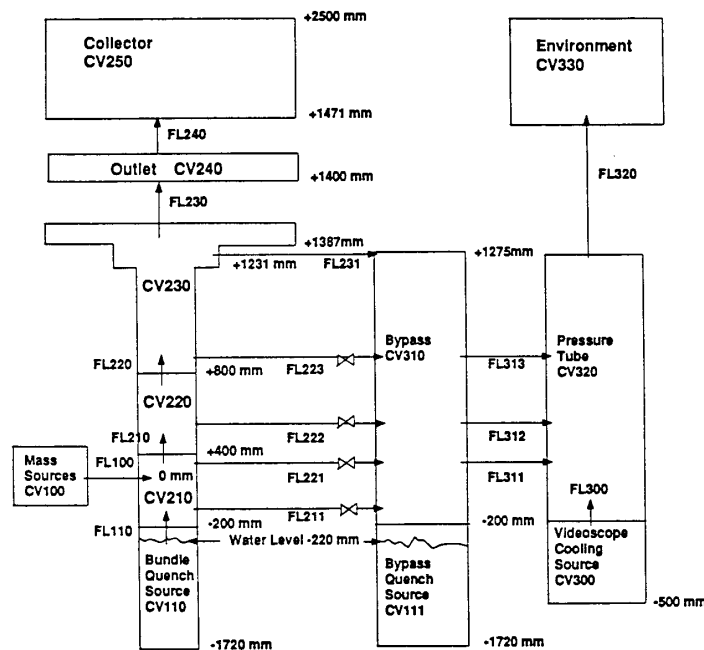 +2500 mm
Collector
CV250
Environment
CV330
+1471 mm
FL240
Outlet CV240
+1400 mm
FL230
FL320
+1387mm
+1231 mm
FL231
+1275mm
CV230
Bypass
CV310
Pressure
Tube
CV320
FL220
+800 mm
FL223
FL313
CV220
FL210
FL222
FL312
+400 mm
Mass
Sources
CV100
FL100
0 mm
FL221
FL311
CV210
FL300
FL110
-200 mm
FL211
-200 mm
Water Level -220 mm
Bundle
Quench
Source
CV110
Bypass
Quench
Source
CV111
Videoscope
Cooling
Source
CV300
-500 mm
-1720 mm
-1720 mm